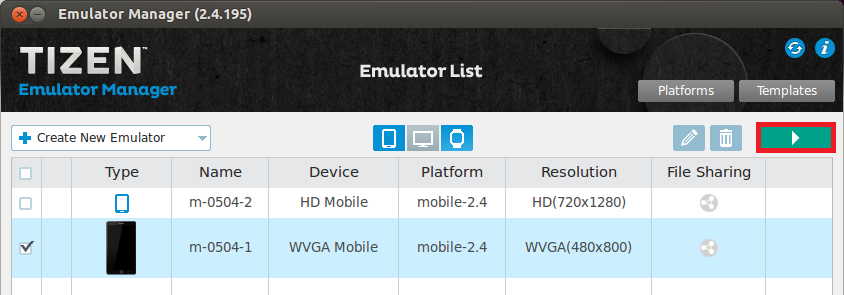 Emulator Manager (2.4.195)
TIZEN™
Emulator Manager
Emulator List
Platforms
Templates
Create New Emulator
Type Name Device Platform Resolution File Sharing
m-0504-2 HD Mobile mobile-2.4 HD(720x1280)
m-0504-1 WVGA Mobile mobile-2.4 WVGA(480x800)